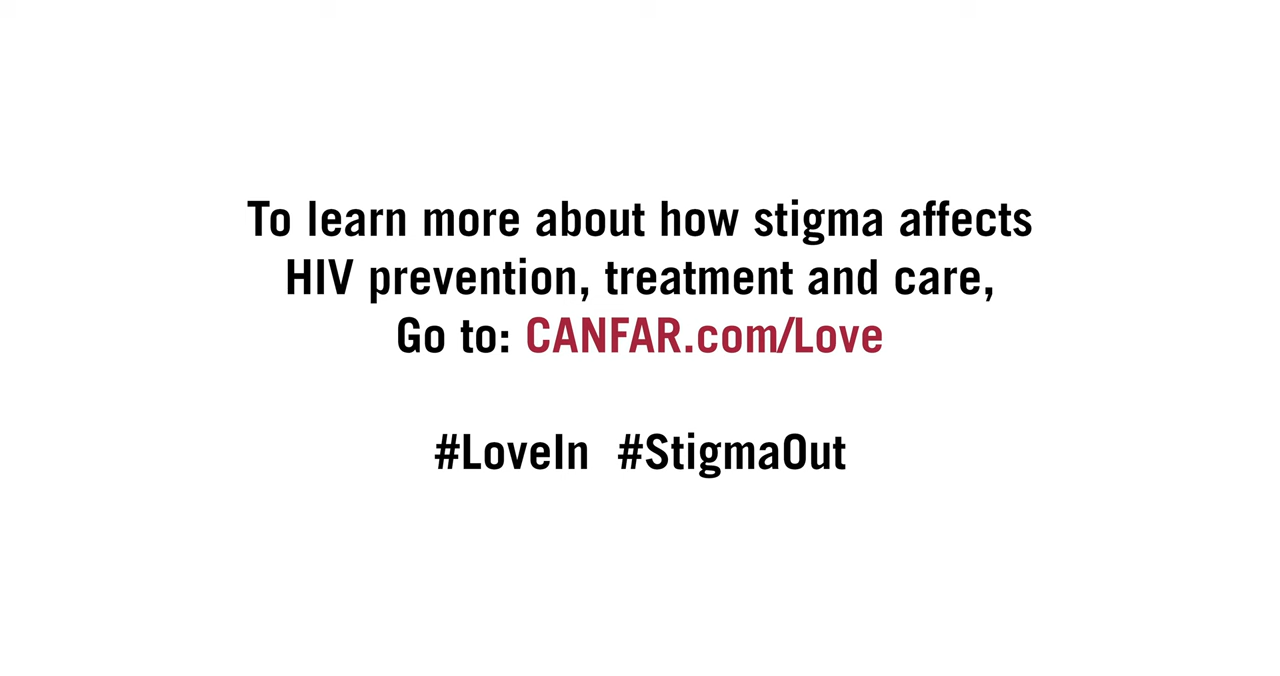 To learn more about how stigma affects
HIV prevention, treatment and care,
Go to: CANFAR.com/Love
#LoveIn #StigmaOut